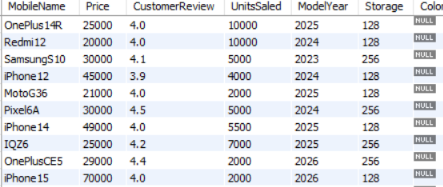 MobileName Price CustomerReview UnitsSaled ModelYear Storage Color
OnePlus14R 25000 4.0 10000 2025 128 NULL
Redmi12 20000 4.0 10000 2024 128 NULL
SamsungS10 30000 4.1 5000 2023 256 NULL
iPhone12 45000 3.9 4000 2024 128 NULL
MotoG36 21000 4.0 2000 2025 128 NULL
Pixel6A 30000 4.5 5000 2024 256 NULL
iPhone14 49000 4.0 5500 2025 128 NULL
IQZ6 25000 4.2 7000 2025 256 NULL
OnePlusCE5 29000 4.4 2000 2026 256 NULL
iPhone15 70000 4.0 2000 2026 128 NULL